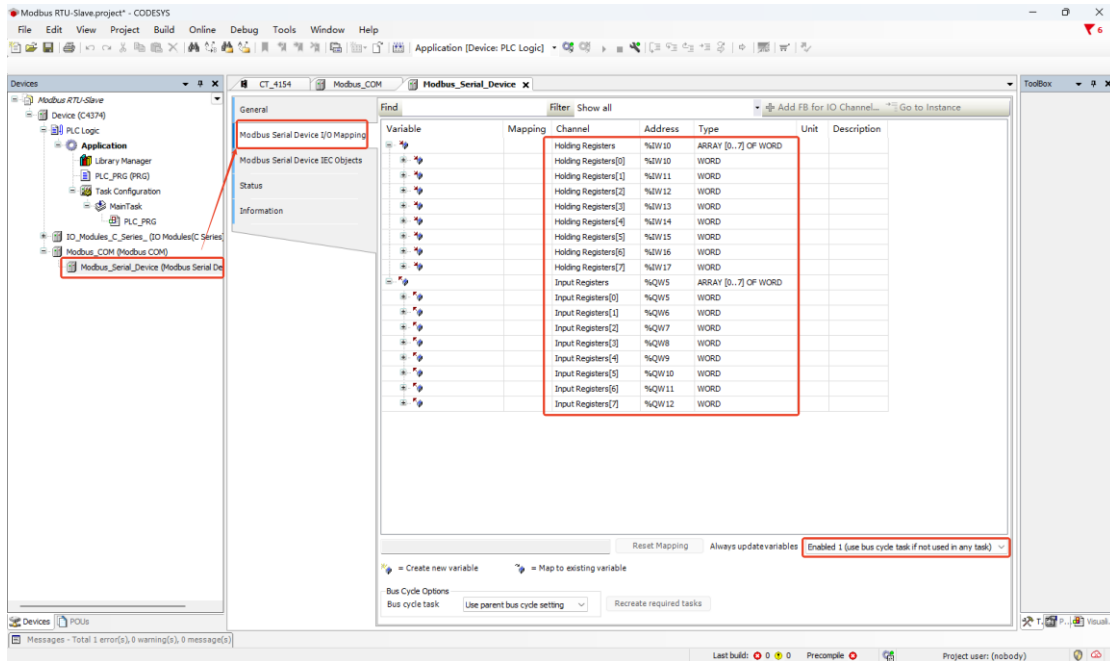 Modbus RTU-Slave.project* - CODESYS
File Edit View Project Build Online Debug Tools Window Help
6
Application [Device: PLC Logic]
Devices
CT_4154 Modbus_COM Modbus_Serial_Device
ToolBox
Modbus RTU-Slave
Device (C4374)
PLC Logic
Application
Library Manager
PLC_PRG (PRG)
Task Configuration
MainTask
PLC_PRG
IO_Modules_C_Series_ (IO Modules(C Series
Modbus_COM (Modbus COM)
Modbus_Serial_Device (Modbus Serial De
General
Modbus Serial Device I/O Mapping
Modbus Serial Device IEC Objects
Status
Information
Find Filter Show all Add FB for IO Channel... Go to Instance
Variable Mapping Channel Address Type Unit Description
Holding Registers %IW10 ARRAY [0..7] OF WORD
Holding Registers[0] %IW10 WORD
Holding Registers[1] %IW11 WORD
Holding Registers[2] %IW12 WORD
Holding Registers[3] %IW13 WORD
Holding Registers[4] %IW14 WORD
Holding Registers[5] %IW15 WORD
Holding Registers[6] %IW16 WORD
Holding Registers[7] %IW17 WORD
Input Registers %QW5 ARRAY [0..7] OF WORD
Input Registers[0] %QW5 WORD
Input Registers[1] %QW6 WORD
Input Registers[2] %QW7 WORD
Input Registers[3] %QW8 WORD
Input Registers[4] %QW9 WORD
Input Registers[5] %QW10 WORD
Input Registers[6] %QW11 WORD
Input Registers[7] %QW12 WORD
Reset Mapping Always update variables Enabled 1 (use bus cycle task if not used in any task)
= Create new variable = Map to existing variable
Bus Cycle Options
Bus cycle task Use parent bus cycle setting Recreate required tasks
Devices POUs
T. P... Visuali.
Messages - Total 1 error(s), 0 warning(s), 0 message(s)
Last build: 0 0 Precompile Project user: (nobody)